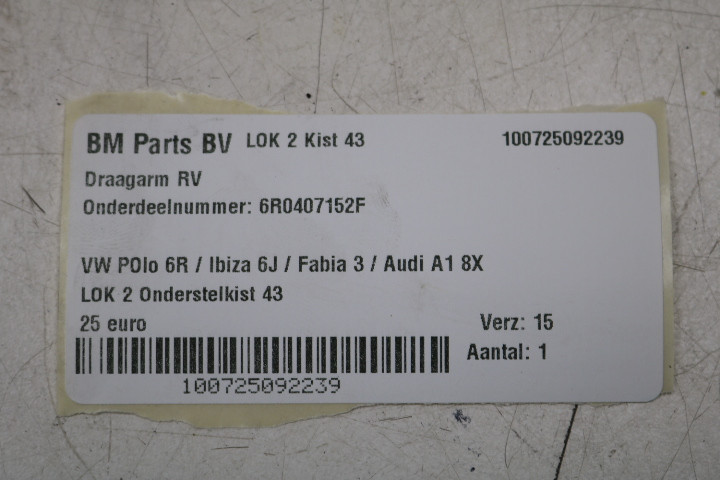 BM Parts BV LOK 2 Kist 43 100725092239
Draagarm RV
Onderdeelnummer: 6R0407152F
VW POlo 6R / Ibiza 6J / Fabia 3 / Audi A1 8X
LOK 2 Onderstelkist 43
25 euro Verz: 15
Aantal: 1
100725092239